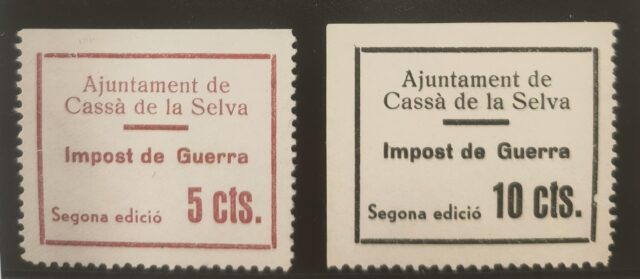 Ajuntament de
Cassà de la Selva
Impost de Guerra
Segona edició 5 cts.
Ajuntament de
Cassà de la Selva
Impost de Guerra
Segona edició 10 cts.